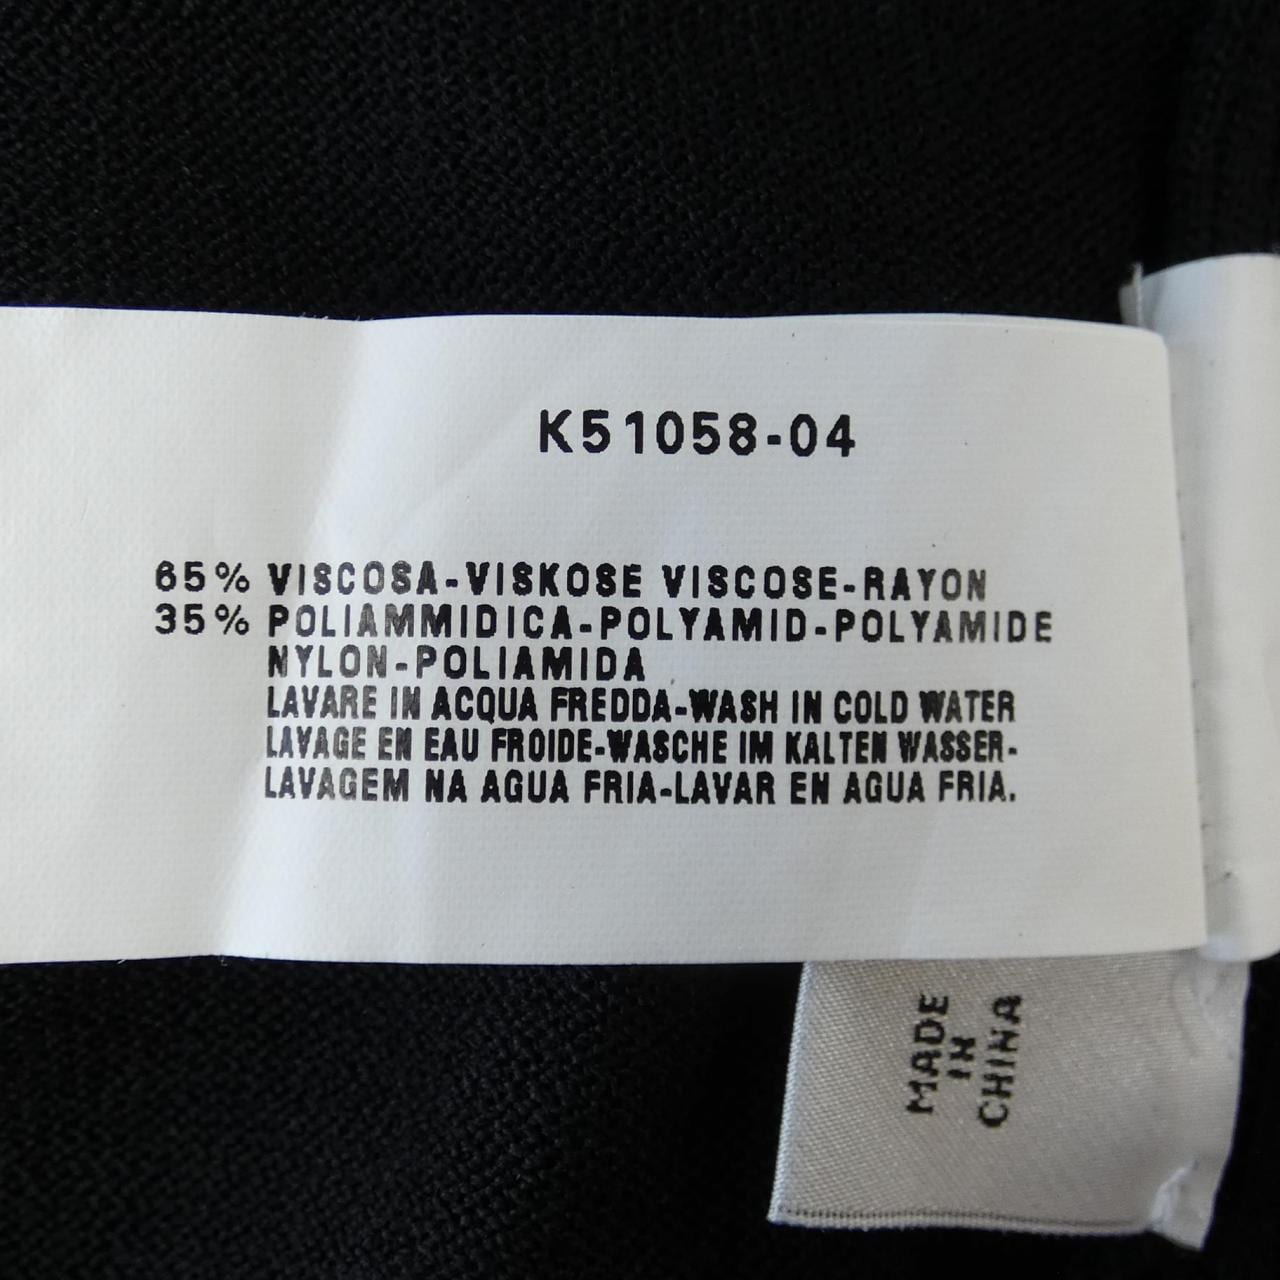 K51058-04
65% VISCOSA-VISKOSE VISCOSE-RAYON
35% POLIAMMIDICA-POLYAMID-POLYAMIDE
NYLON-POLIAMIDA
LAVARE IN ACQUA FREDDA-WASH IN COLD WATER
LAVAGE EN EAU FROIDE-WASCHE IM KALTEN WASSER-
LAVAGEM NA AGUA FRIA-LAVAR EN AGUA FRIA.
MADE
IN
CHINA